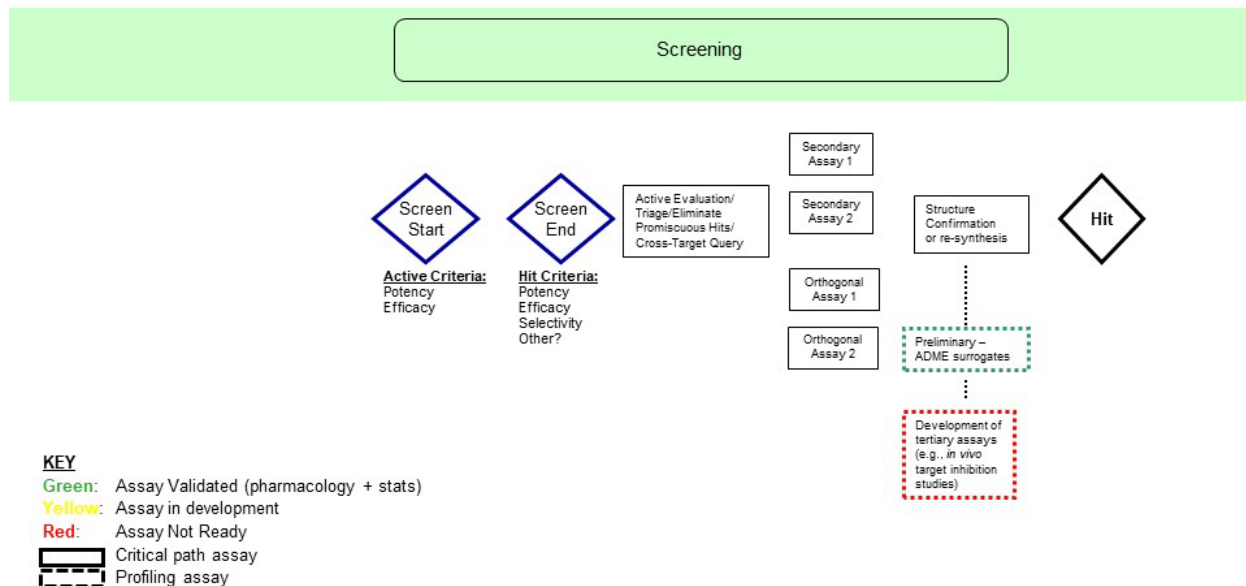 Screening
Screen
Start
Active Criteria:
Potency
Efficacy
Screen
End
Hit Criteria:
Potency
Efficacy
Selectivity
Other?
Active Evaluation/
Triage/Eliminate
Promiscuous Hits/
Cross-Target Query
Secondary
Assay 1
Secondary
Assay 2
Orthogonal
Assay 1
Orthogonal
Assay 2
Structure
Confirmation
or re-synthesis
Preliminary –
ADME surrogates
Development of
tertiary assays
(e.g., in vivo
target inhibition
studies)
Hit
KEY
Green: Assay Validated (pharmacology + stats)
Yellow: Assay in development
Red: Assay Not Ready
Critical path assay
Profiling assay